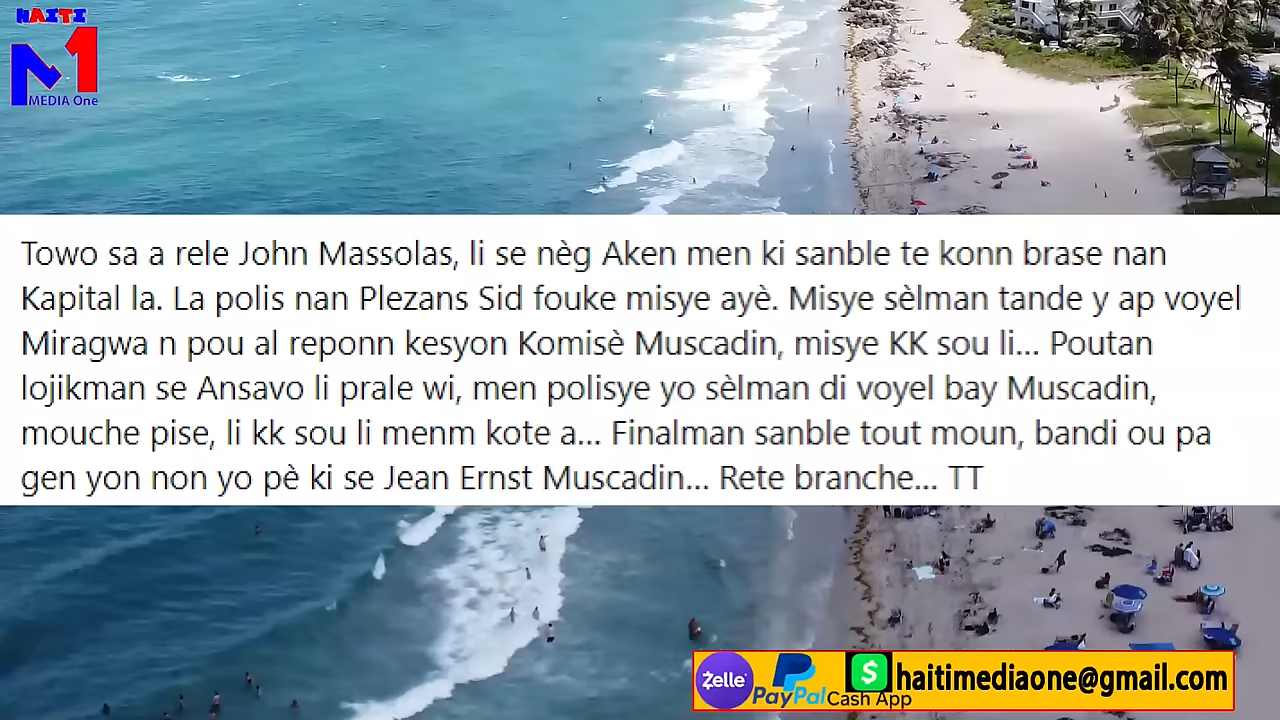 HAITI
M1
MEDIA One
Towo sa a rele John Massolas, li se nèg Aken men ki sanble te konn brase nan
Kapital la. La polis nan Plezans Sid fouke misye ayè. Misye sèlman tande y ap voyel
Miragwa n pou al reponn kesyon Komisè Muscadin, misye KK sou li... Poutan
lojikman se Ansavo li prale wi, men polisye yo sèlman di voyel bay Muscadin,
mouche pise, li kk sou li menm kote a... Finalman sanble tout moun, bandi ou pa
gen yon non yo pè ki se Jean Ernst Muscadin... Rete branche... TT
Zelle PayPal $ Cash App haitimediaone@gmail.com